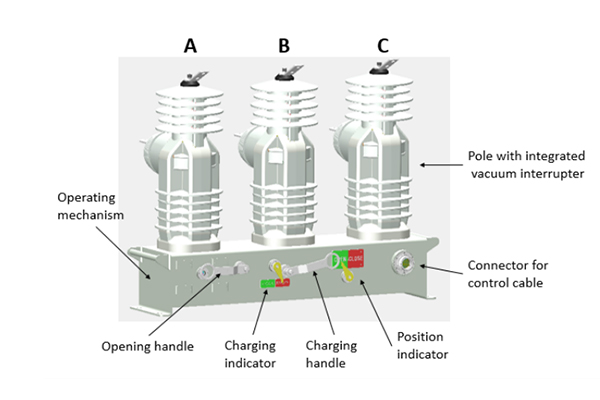 A
B
C
Pole with integrated
vacuum interrupter
Operating
mechanism
CLOSE
Connector for
control cable
Opening handle
Charging
indicator
Charging
handle
Position
indicator